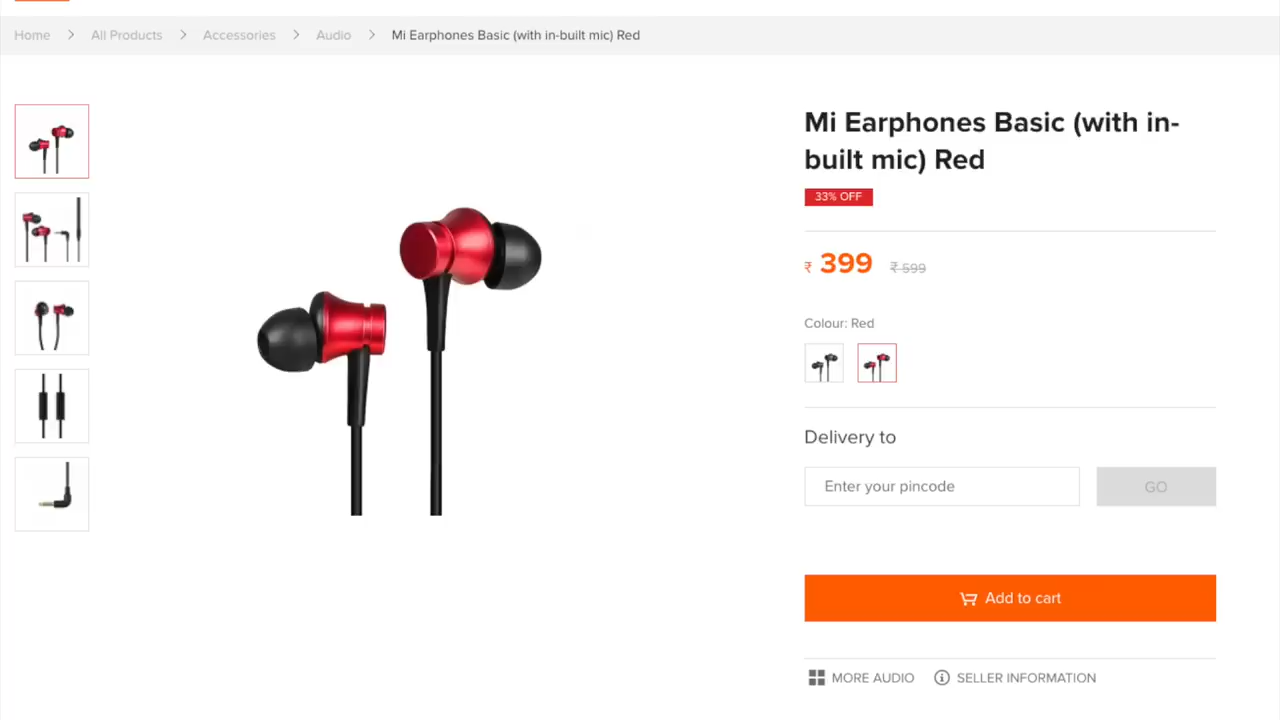 Home > All Products > Accessories > Audio > Mi Earphones Basic (with in-built mic) Red
Mi Earphones Basic (with in-
built mic) Red
33% OFF
₹ 399 ₹ 599
Colour: Red
Delivery to
Enter your pincode GO
Add to cart
MORE AUDIO SELLER INFORMATION